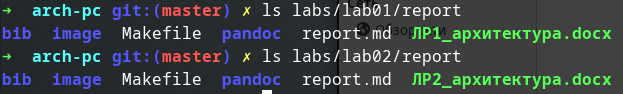 ➜ arch-pc git:(master) ✗ ls labs/lab01/report
bib image Makefile pandoc report.md ЛР1_архитектура.docx
➜ arch-pc git:(master) ✗ ls labs/lab02/report
bib image Makefile pandoc report.md ЛР2_архитектура.docx